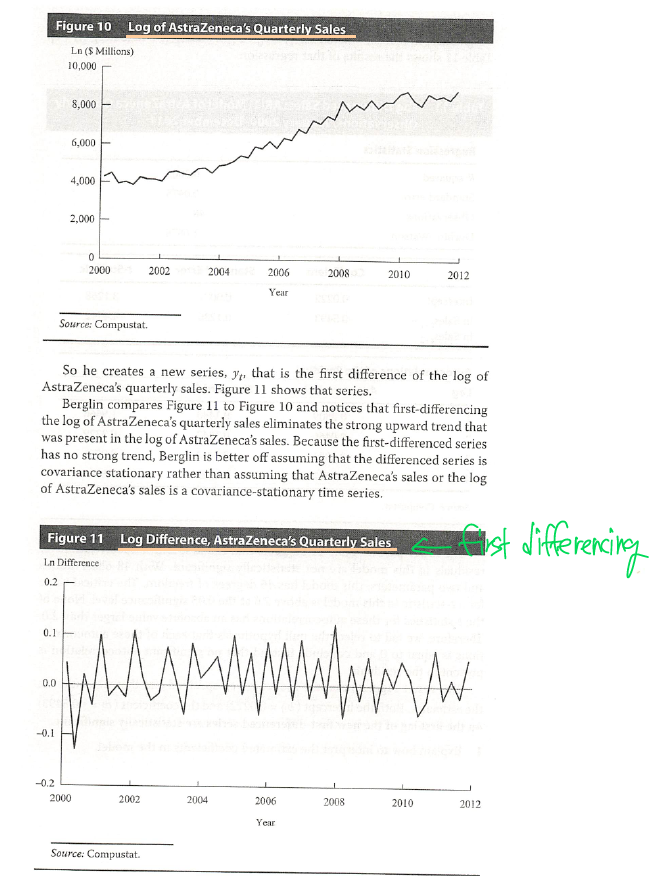 Figure 10 Log of AstraZeneca's Quarterly Sales
Ln ($ Millions)
10,000
8,000
6,000
4,000
2,000
0
2000 2002 2004 2006 2008 2010 2012
Year
Source: Compustat.
So he creates a new series, yt, that is the first difference of the log of
AstraZeneca's quarterly sales. Figure 11 shows that series.
Berglin compares Figure 11 to Figure 10 and notices that first-differencing
the log of AstraZeneca's quarterly sales eliminates the strong upward trend that
was present in the log of AstraZeneca's sales. Because the first-differenced series
has no strong trend, Berglin is better off assuming that the differenced series is
covariance stationary rather than assuming that AstraZeneca's sales or the log
of AstraZeneca's sales is a covariance-stationary time series.
Figure 11 Log Difference, AstraZeneca's Quarterly Sales
← first differencing
Ln Difference
0.2
0.1
0.0
–0.1
–0.2
2000 2002 2004 2006 2008 2010 2012
Year
Source: Compustat.